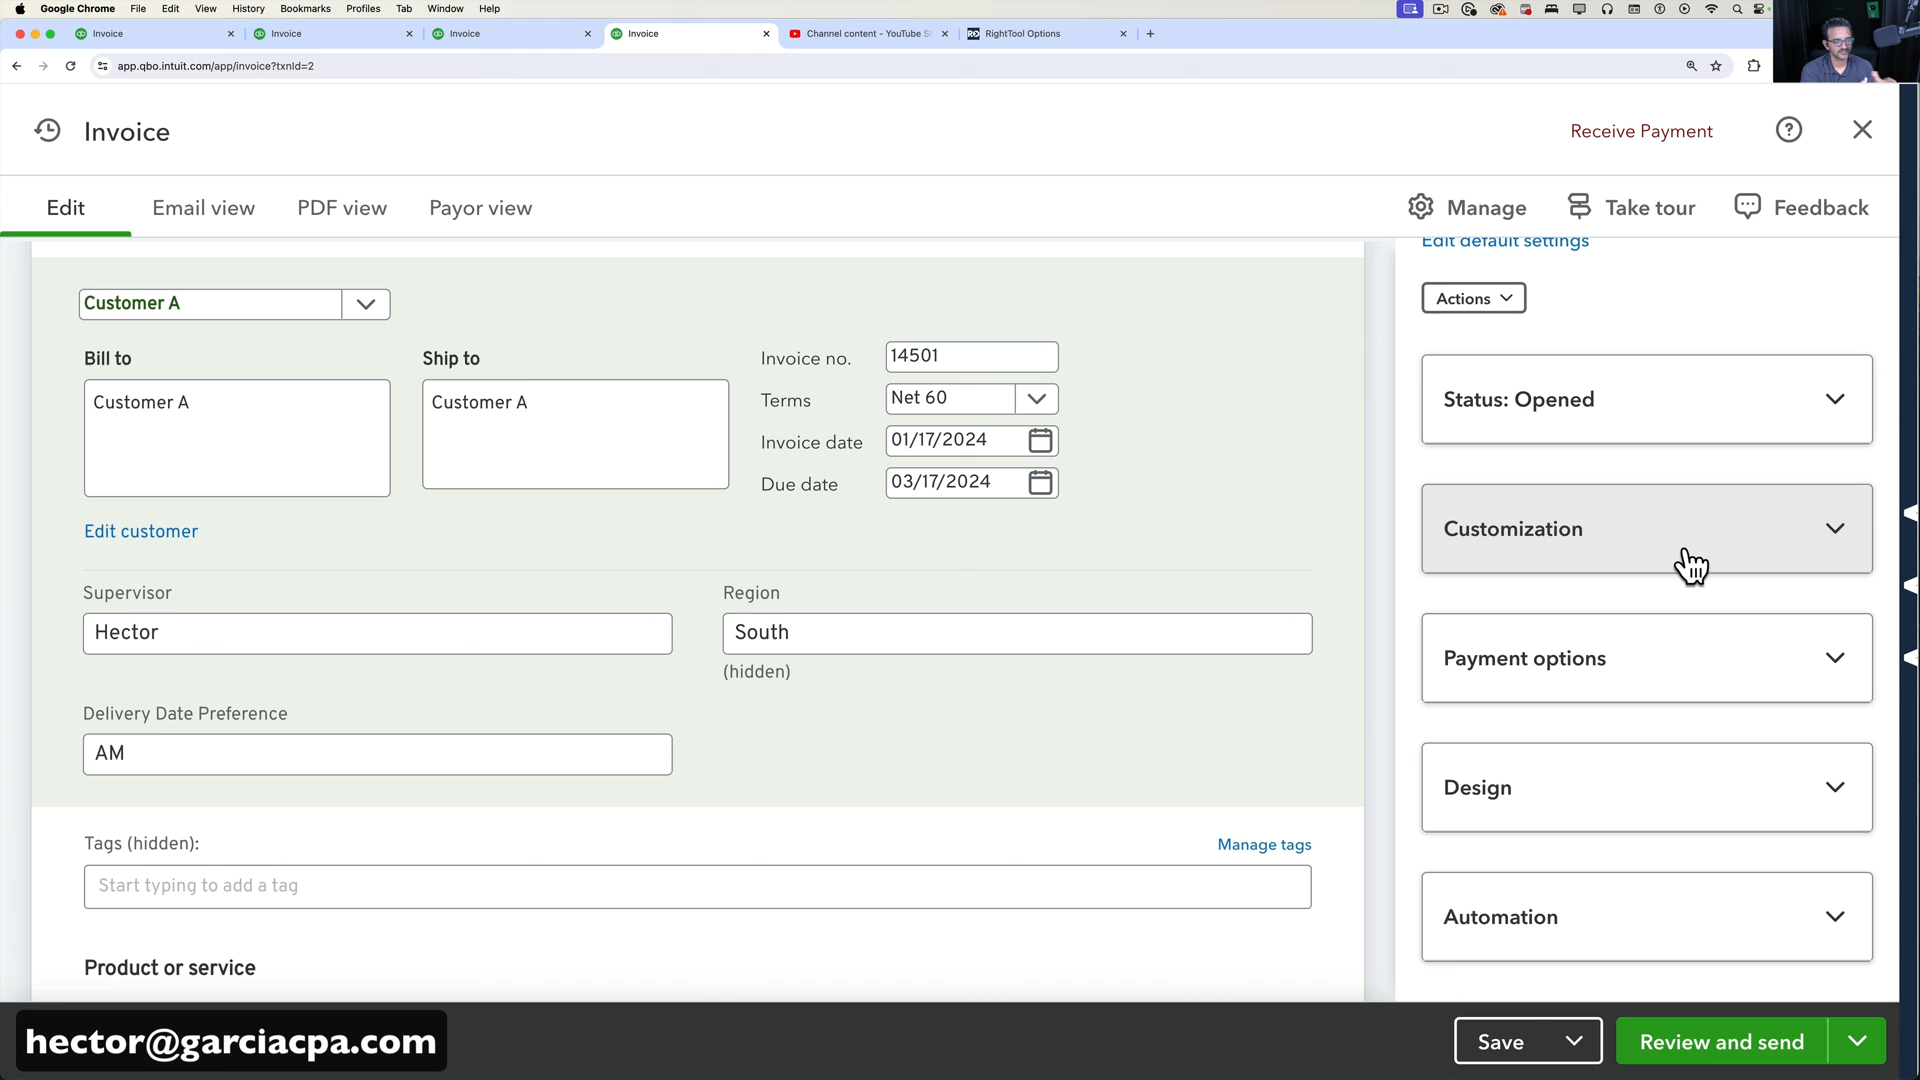 Google Chrome File Edit View History Bookmarks Profiles Tab Window Help
Invoice Invoice Invoice Invoice Channel content - YouTube S RightTool Options
app.qbo.intuit.com/app/invoice?txnId=2
Invoice Receive Payment
Edit Email view PDF view Payor view Manage Take tour Feedback
Edit default settings
Actions
Customer A
Bill to
Customer A
Ship to
Customer A
Invoice no. 14501
Terms Net 60
Invoice date 01/17/2024
Due date 03/17/2024
Edit customer
Supervisor
Hector
Region
South
(hidden)
Delivery Date Preference
AM
Tags (hidden): Manage tags
Start typing to add a tag
Product or service
Status: Opened
Customization
Payment options
Design
Automation
hector@garciacpa.com
Save Review and send